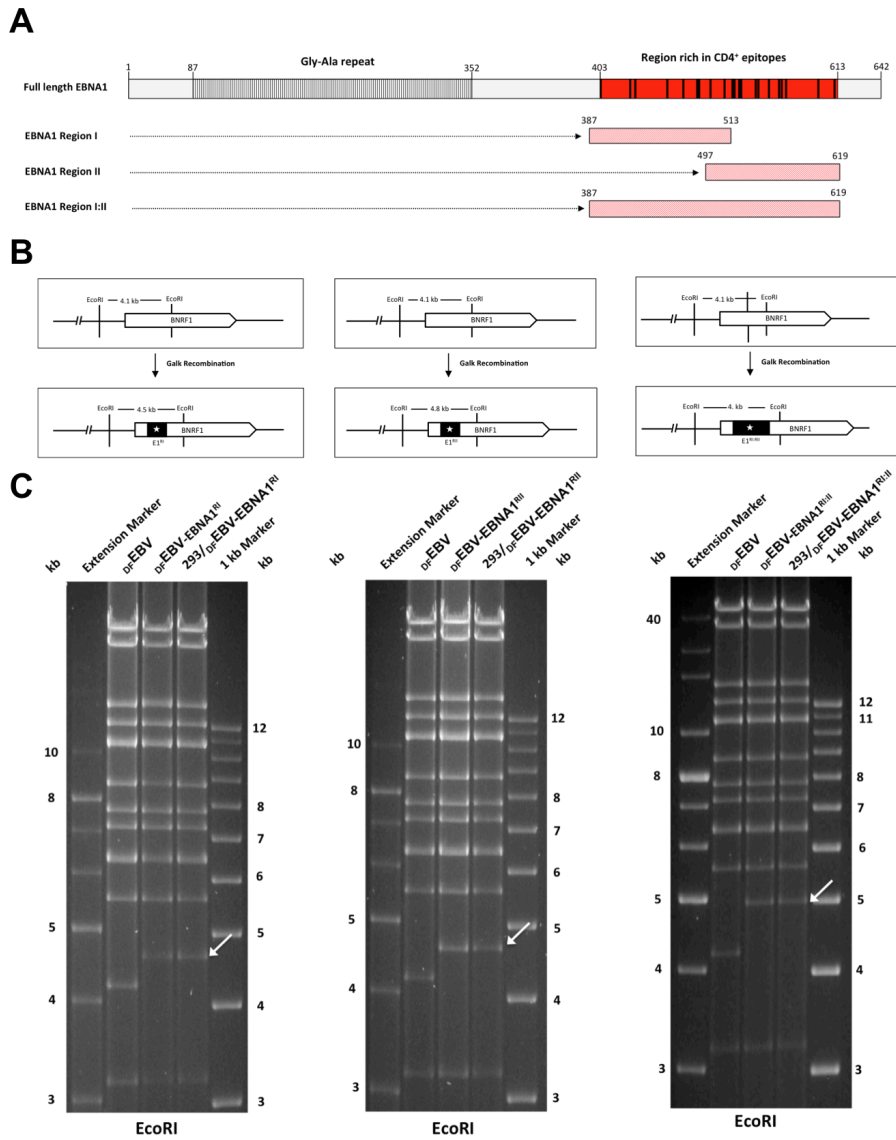 A
Gly-Ala repeat
Region rich in CD4⁺ epitopes
1 87 352 403 613 642
Full length EBNA1
387 513
EBNA1 Region I
497 619
EBNA1 Region II
387 619
EBNA1 Region I:II
B
EcoRI 4.1 kb EcoRI
BNRF1
Galk Recombination
EcoRI 4.5 kb EcoRI
BNRF1
E1ᴿᴵ
EcoRI 4.1 kb EcoRI
BNRF1
Galk Recombination
EcoRI 4.8 kb EcoRI
BNRF1
E1ᴿᴵᴵ
EcoRI 4.1 kb EcoRI
BNRF1
Galk Recombination
EcoRI 4. kb EcoRI
BNRF1
E1ᴿᴵ:ᴿᴵᴵ
C
kb
Extension Marker
DFEBV
DFEBV-EBNA1ᴿᴵ
293/DFEBV-EBNA1ᴿᴵ
1 kb Marker
kb
10
8
5
4
3
12
8
7
6
5
4
3
EcoRI
kb
Extension Marker
DFEBV
DFEBV-EBNA1ᴿᴵᴵ
293/DFEBV-EBNA1ᴿᴵᴵ
1 kb Marker
kb
10
8
5
4
3
12
8
7
6
5
4
3
EcoRI
kb
Extension Marker
DFEBV
DFEBV-EBNA1ᴿᴵ:ᴵᴵ
293/DFEBV-EBNA1ᴿᴵ:ᴵᴵ
1 kb Marker
kb
40
10
8
7
6
5
4
3
12
11
8
7
6
5
4
3
EcoRI